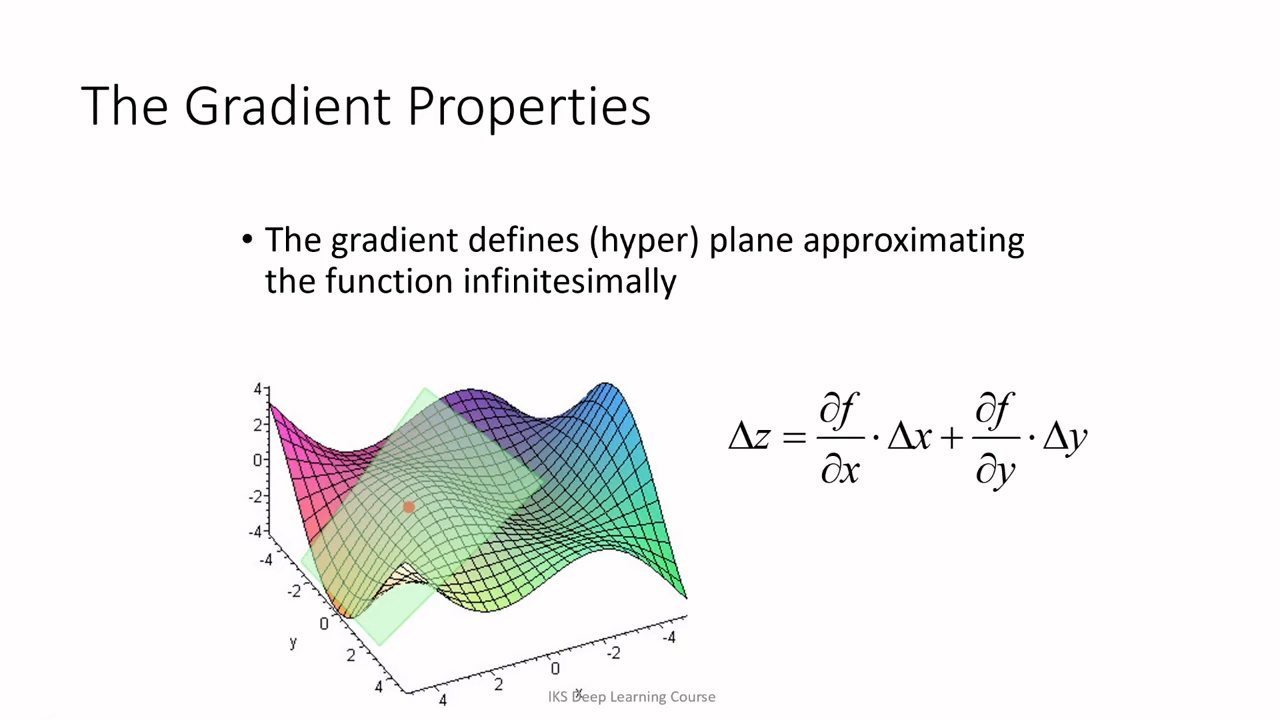 The Gradient Properties
• The gradient defines (hyper) plane approximating
the function infinitesimally
4
2
0
-2
-4
-4
-2
0
2
4
y
4
2
0
-2
-4
x
Δz = ∂f/∂x · Δx + ∂f/∂y · Δy
IKS Deep Learning Course